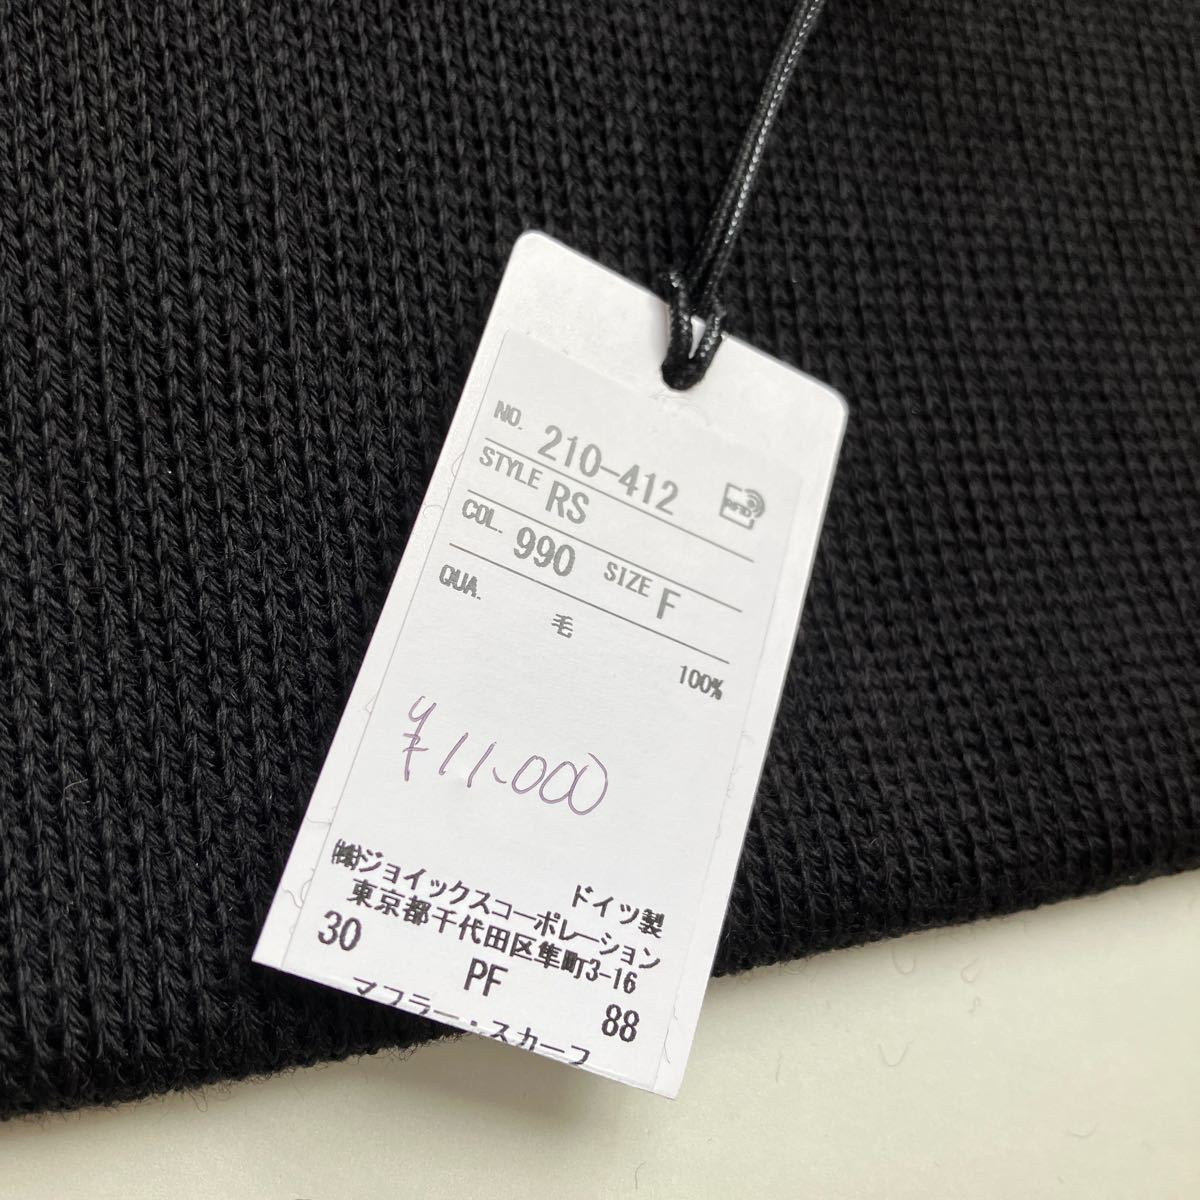 NO. 210-412 RFID
STYLE RS
COL. 990 SIZE F
QUA.
毛
100%
¥11,000
ドイツ製
㈱ジョイックスコーポレーション
東京都千代田区隼町3-16
30 PF 88
マフラー・スカーフ